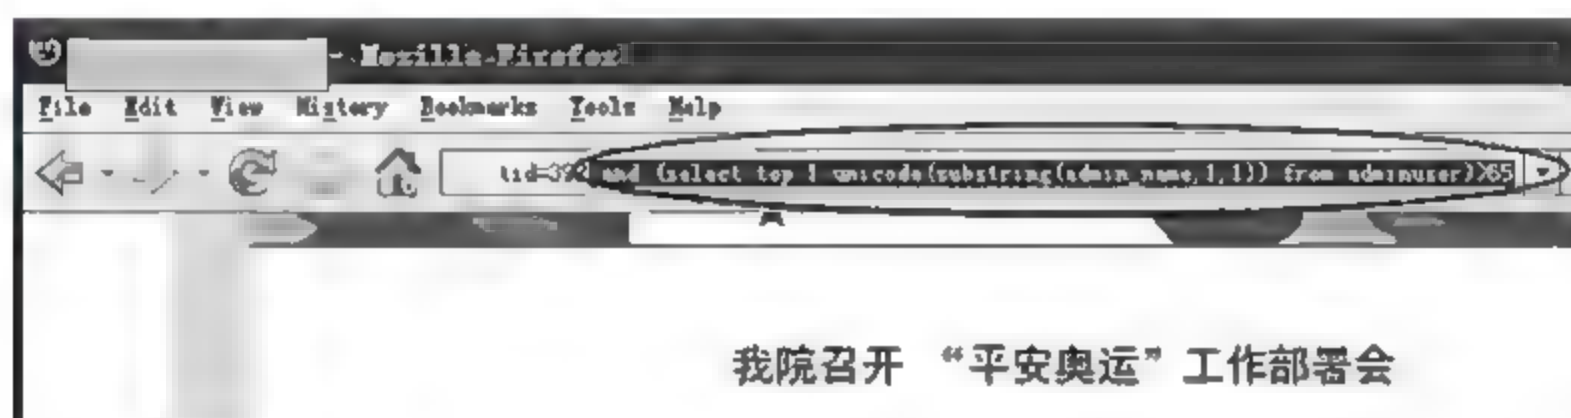 - Mozilla Firefox
File Edit View History Bookmarks Tools Help
tid=392 and (select top 1 unicode(substring(admin_name,1,1)) from adminuser)>65
我院召开 “平安奥运” 工作部署会